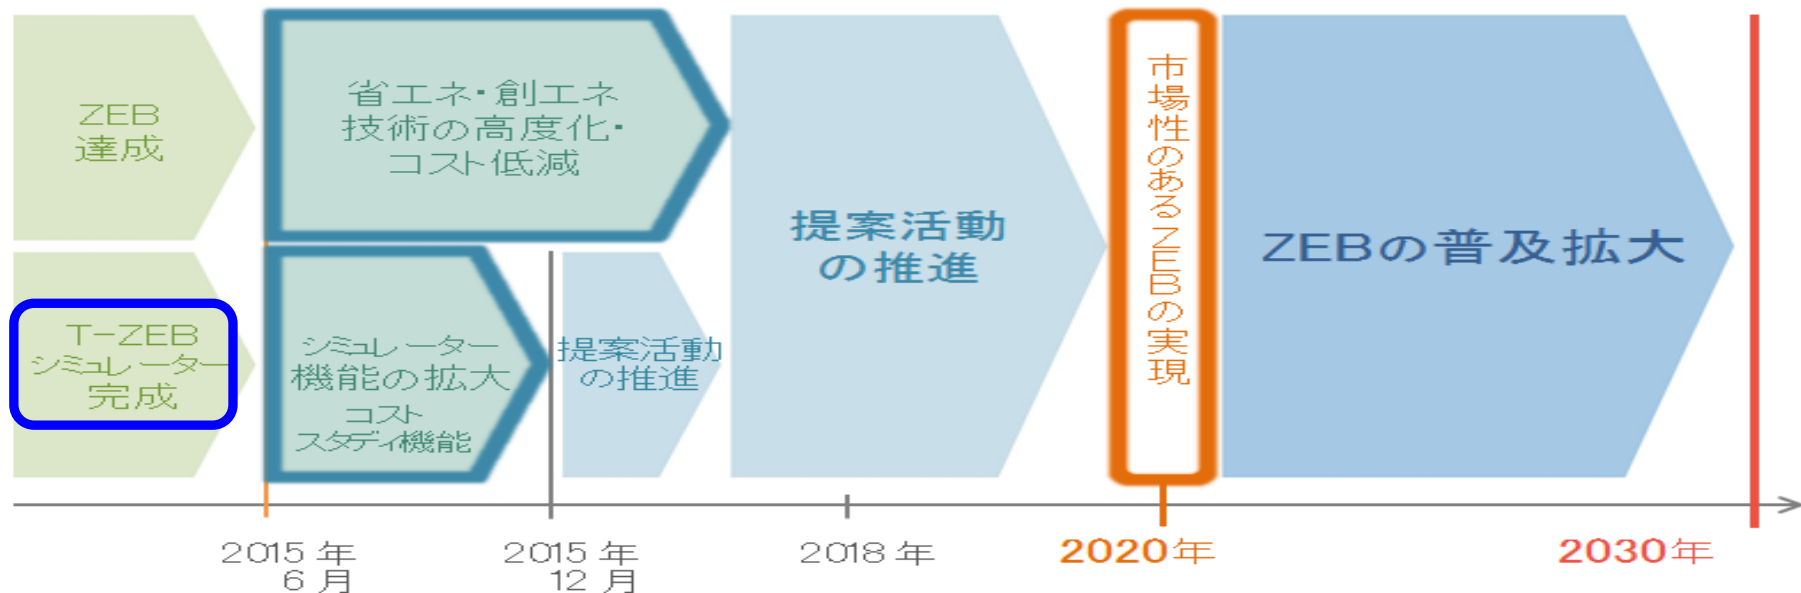 ZEB
達成
省エネ・創エネ
技術の高度化・
コスト低減
T-ZEB
シミュレーター
完成
シミュレーター
機能の拡大
コスト
スタディ機能
提案活動
の推進
提案活動
の推進
市場性のあるZEBの実現
ZEBの普及拡大
2015年
6月
2015年
12月
2018年
2020年
2030年